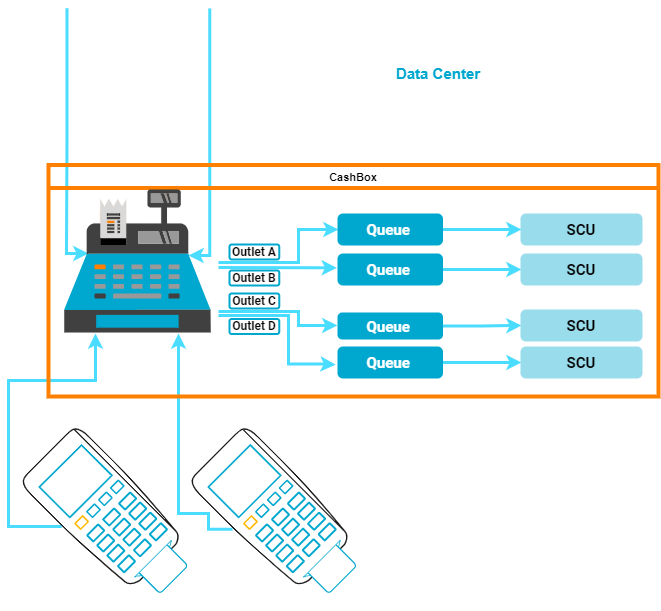 Data Center
CashBox
Outlet A
Queue
SCU
Outlet B
Queue
SCU
Outlet C
Queue
SCU
Outlet D
Queue
SCU